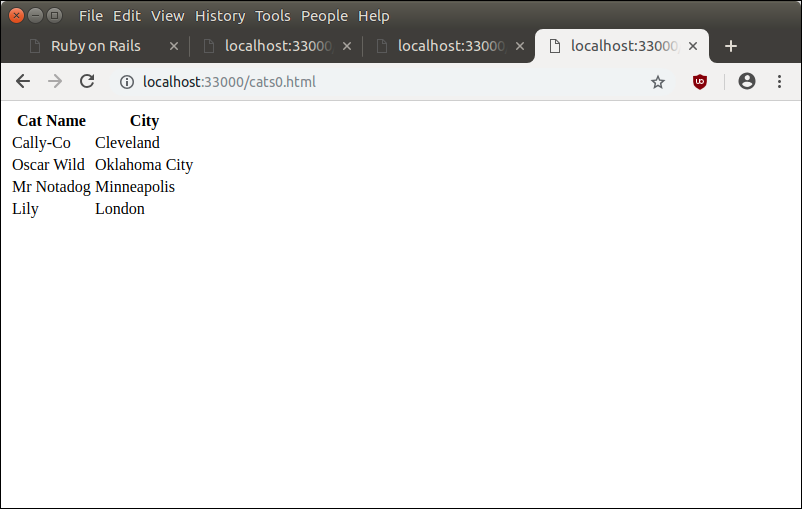 File Edit View History Tools People Help
Ruby on Rails localhost:33000 localhost:33000 localhost:33000
localhost:33000/cats0.html
Cat Name City
Cally-Co Cleveland
Oscar Wild Oklahoma City
Mr Notadog Minneapolis
Lily London